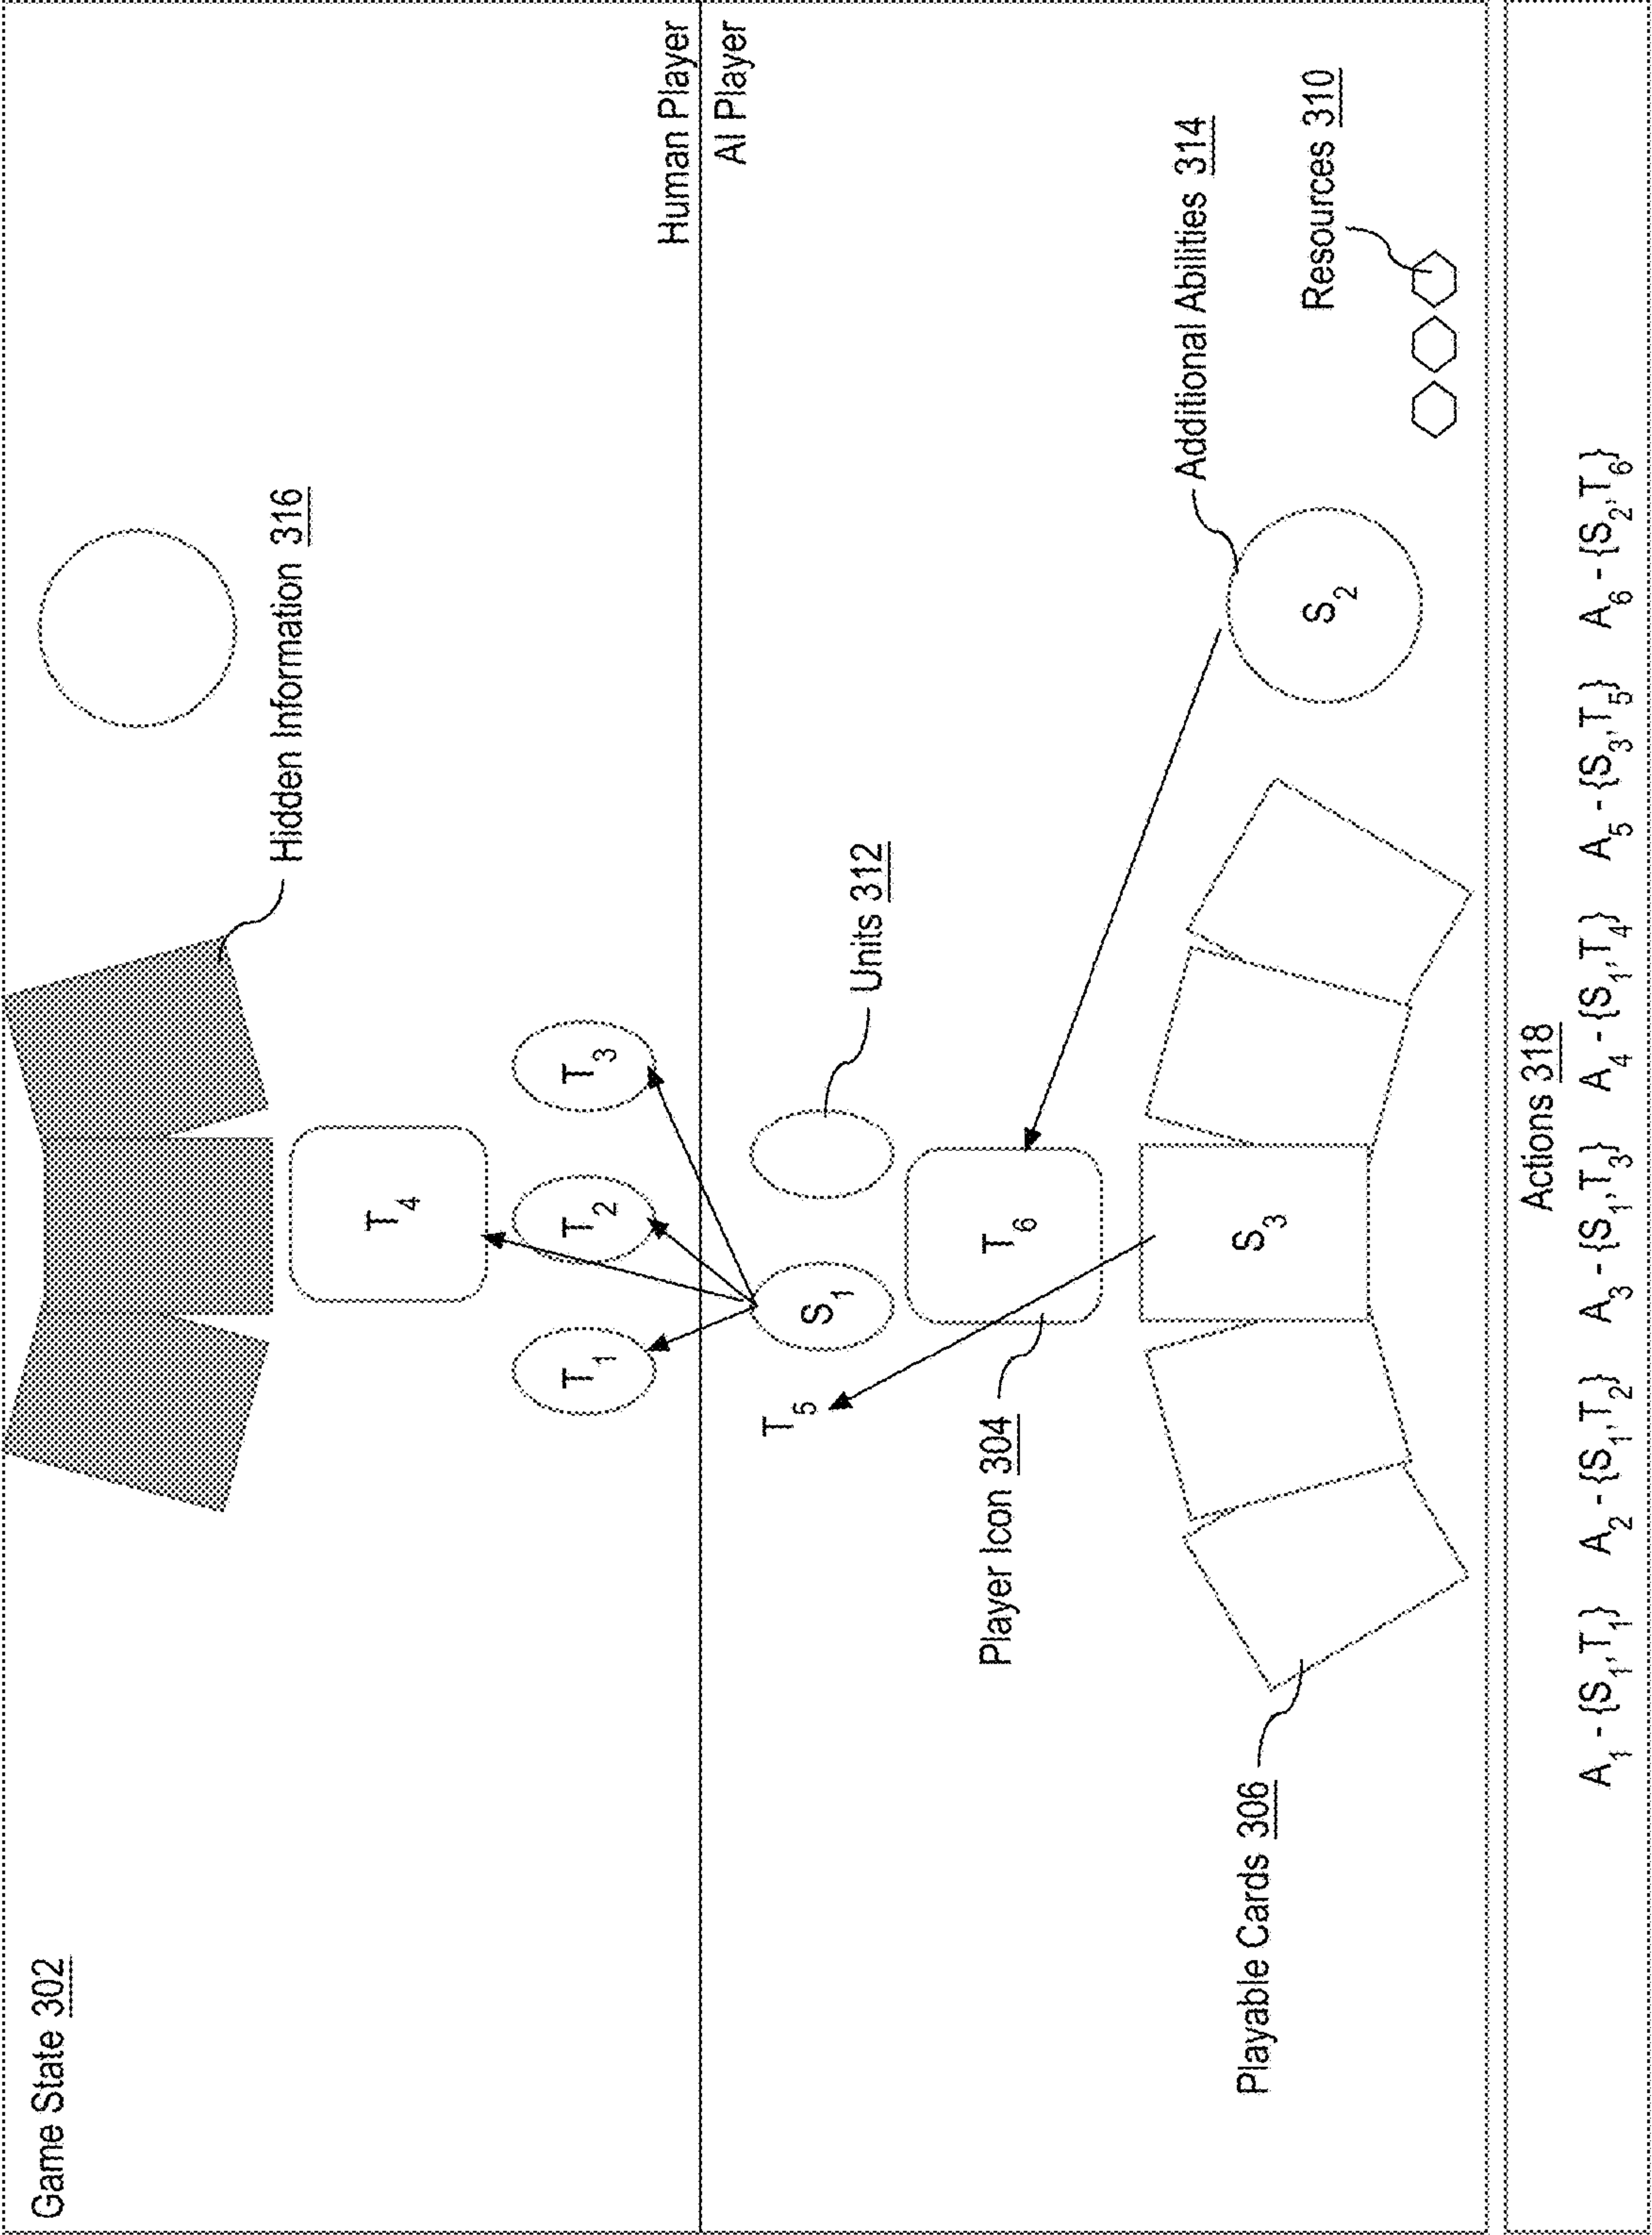 Game State 302
Hidden Information 316
T4
T1
T2
T3
Human Player
AI Player
T5
S1
Units 312
Player Icon 304
T6
Additional Abilities 314
Playable Cards 306
S3
S2
Resources 310
Actions 318
A1 - {S1,T1} A2 - {S1,T2} A3 - {S1,T3} A4 - {S1,T4} A5 - {S3,T5} A6 - {S2,T6}